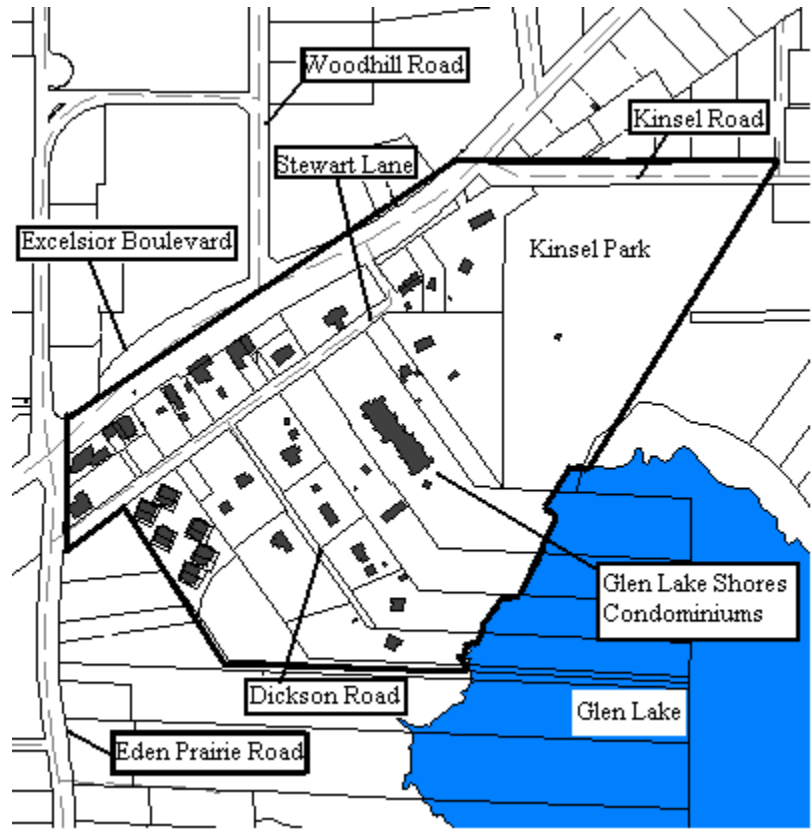 Woodhill Road
Kinsel Road
Stewart Lane
Excelsior Boulevard
Kinsel Park
Glen Lake Shores
Condominiums
Dickson Road
Glen Lake
Eden Prairie Road